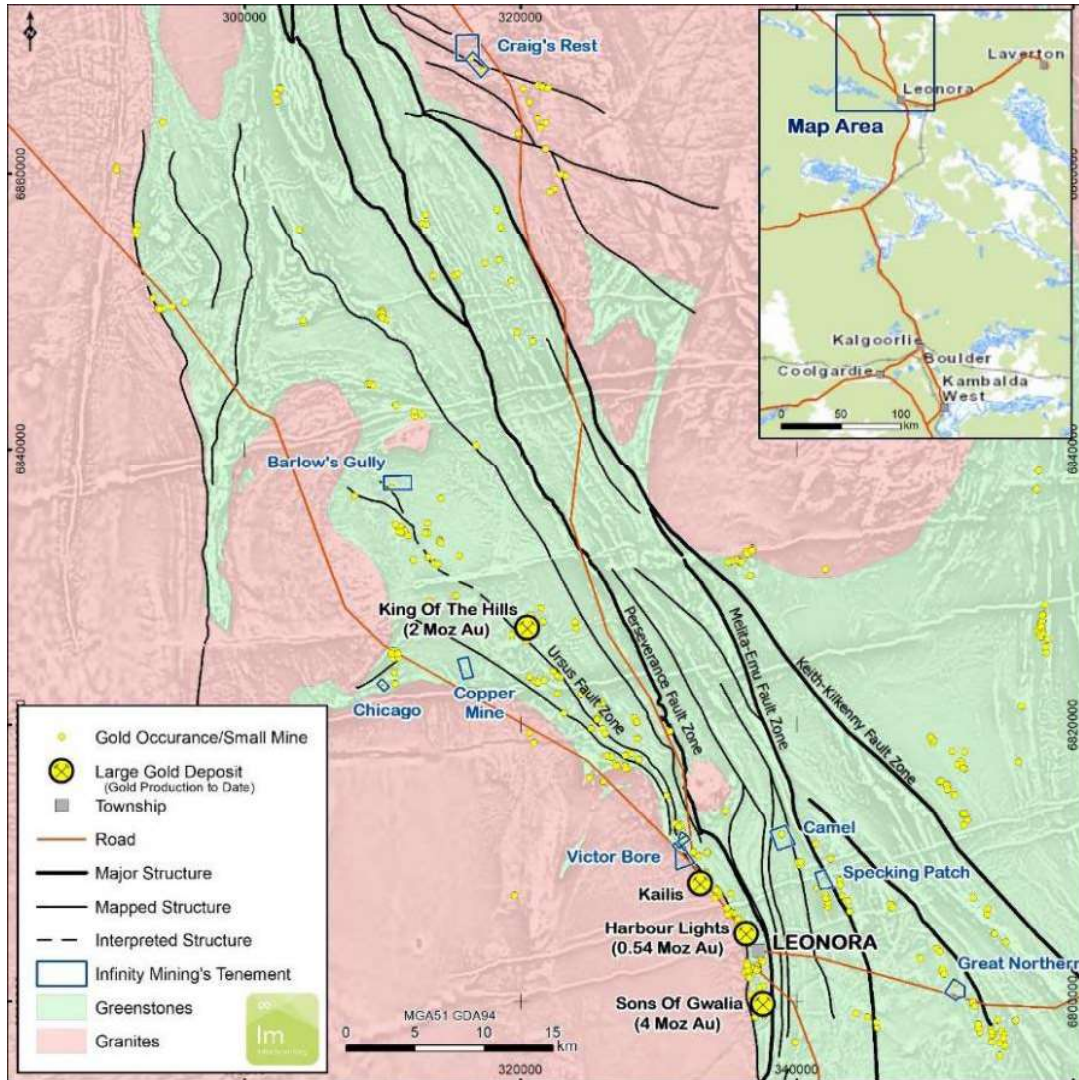 300000
320000
Craig's Rest
Laverton
Leonora
Map Area
Kalgoorlie
Boulder
Coolgardie
Kambalda
West
0 50 100
km
6860000
6840000
6840000
6820000
6800000
Barlow's Gully
King Of The Hills
(2 Moz Au)
Ursus Fault Zone
Perseverance Fault Zone
Melita-Emu Fault Zone
Keith-Kilkenny Fault Zone
Chicago
Copper
Mine
Victor Bore
Camel
Specking Patch
Kailis
Harbour Lights
(0.54 Moz Au)
LEONORA
Great Northern
Sons Of Gwalia
(4 Moz Au)
Gold Occurance/Small Mine
Large Gold Deposit
(Gold Production to Date)
Township
Road
Major Structure
Mapped Structure
Interpreted Structure
Infinity Mining's Tenement
Greenstones
Granites
Im
MGA51 GDA94
0 5 10 15
km
320000
340000